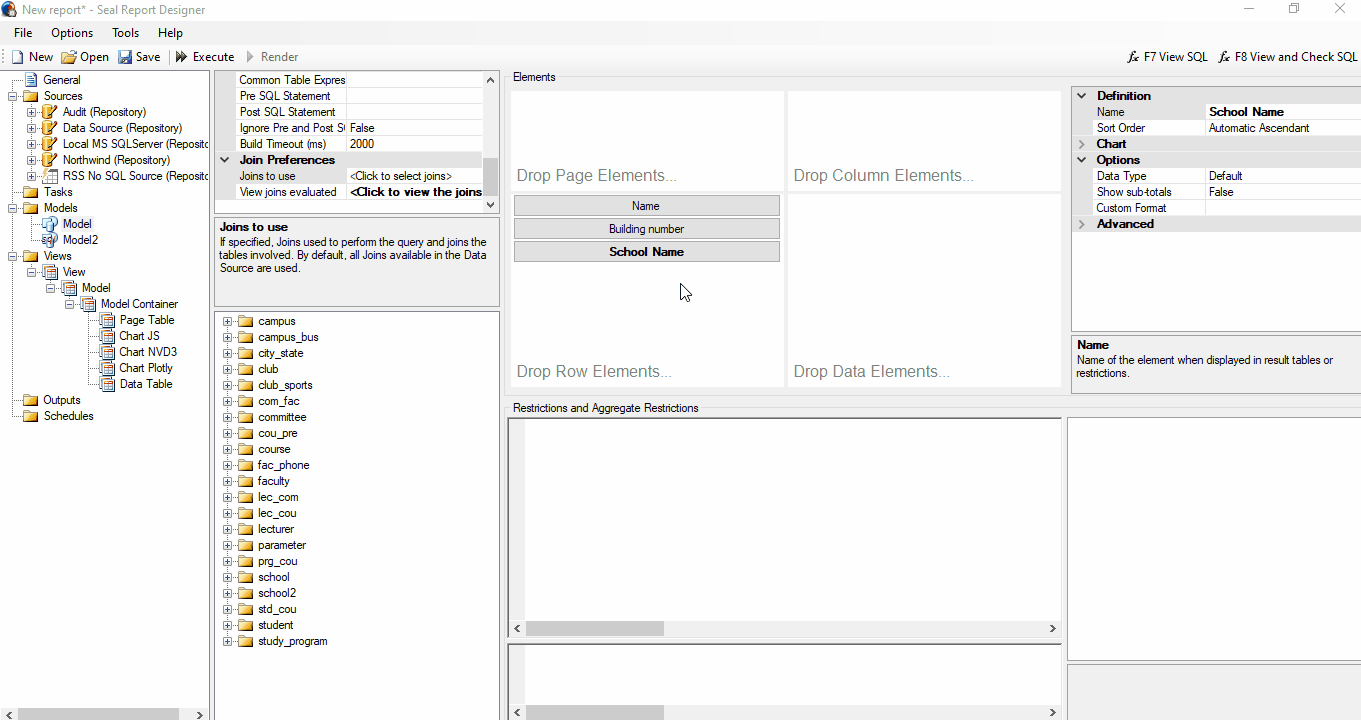 New report* - Seal Report Designer
File Options Tools Help
New Open Save Execute Render
fx F7 View SQL fx F8 View and Check SQL
General
Sources
Audit (Repository)
Data Source (Repository)
Local MS SQLServer (Reposito
Northwind (Repository)
RSS No SQL Source (Reposito
Tasks
Models
Model
Model2
Views
View
Model
Model Container
Page Table
Chart JS
Chart NVD3
Chart Plotly
Data Table
Outputs
Schedules
Common Table Expres
Pre SQL Statement
Post SQL Statement
Ignore Pre and Post S False
Build Timeout (ms) 2000
Join Preferences
Joins to use <Click to select joins>
View joins evaluated <Click to view the joins
Joins to use
If specified, Joins used to perfom the query and joins the
tables involved. By default, all Joins available in the Data
Source are used.
campus
campus_bus
city_state
club
club_sports
com_fac
committee
cou_pre
course
fac_phone
faculty
lec_com
lec_cou
lecturer
parameter
prg_cou
school
school2
std_cou
student
study_program
Elements
Drop Page Elements...
Drop Column Elements...
Name
Building number
School Name
Drop Row Elements...
Drop Data Elements...
Restrictions and Aggregate Restrictions
Definition
Name School Name
Sort Order Automatic Ascendant
Chart
Options
Data Type Default
Show sub-totals False
Custom Format
Advanced
Name
Name of the element when displayed in result tables or
restrictions.